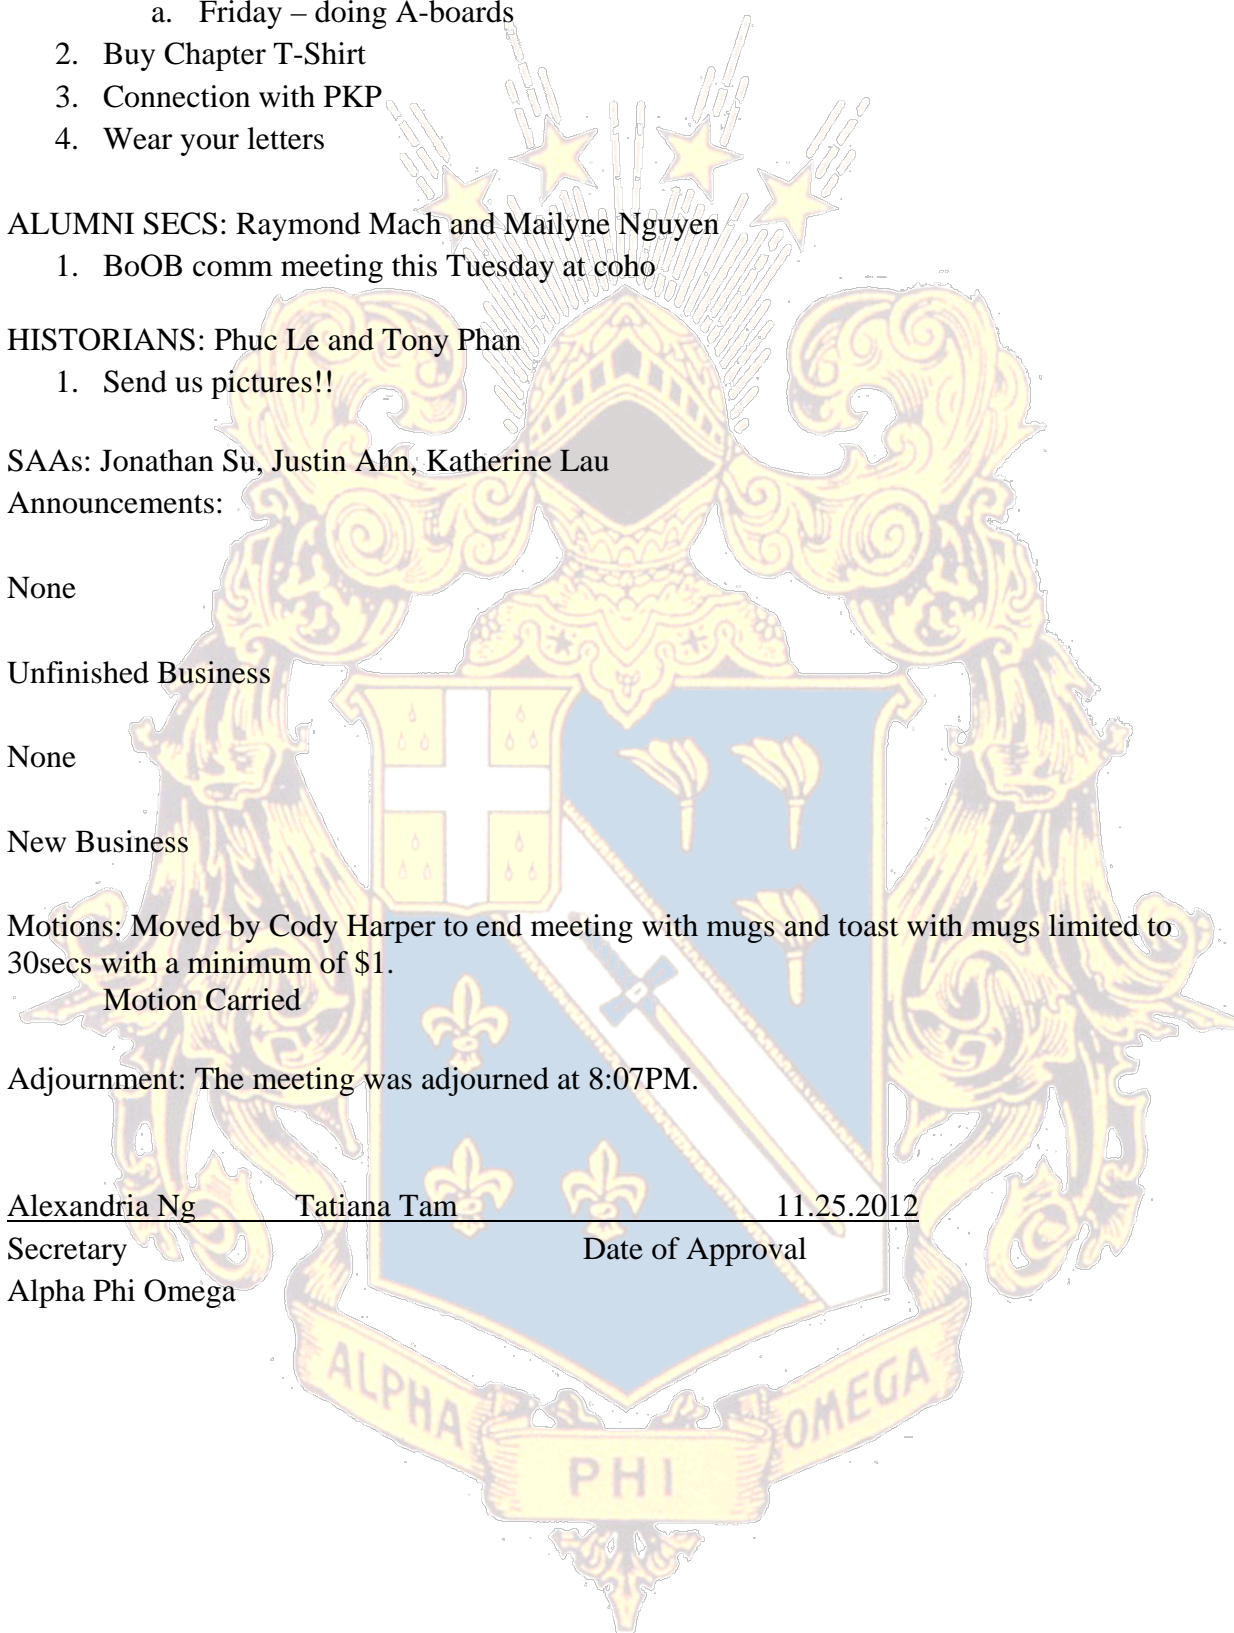 a. Friday – doing A-boards
2. Buy Chapter T-Shirt
3. Connection with PKP
4. Wear your letters
ALUMNI SECS: Raymond Mach and Mailyne Nguyen
1. BoOB comm meeting this Tuesday at coho
HISTORIANS: Phuc Le and Tony Phan
1. Send us pictures!!
SAAs: Jonathan Su, Justin Ahn, Katherine Lau
Announcements:
None
Unfinished Business
None
New Business
Motions: Moved by Cody Harper to end meeting with mugs and toast with mugs limited to
30secs with a minimum of $1.
Motion Carried
Adjournment: The meeting was adjourned at 8:07PM.
Alexandria Ng Tatiana Tam 11.25.2012
Secretary Date of Approval
Alpha Phi Omega
ALPHA PHI OMEGA